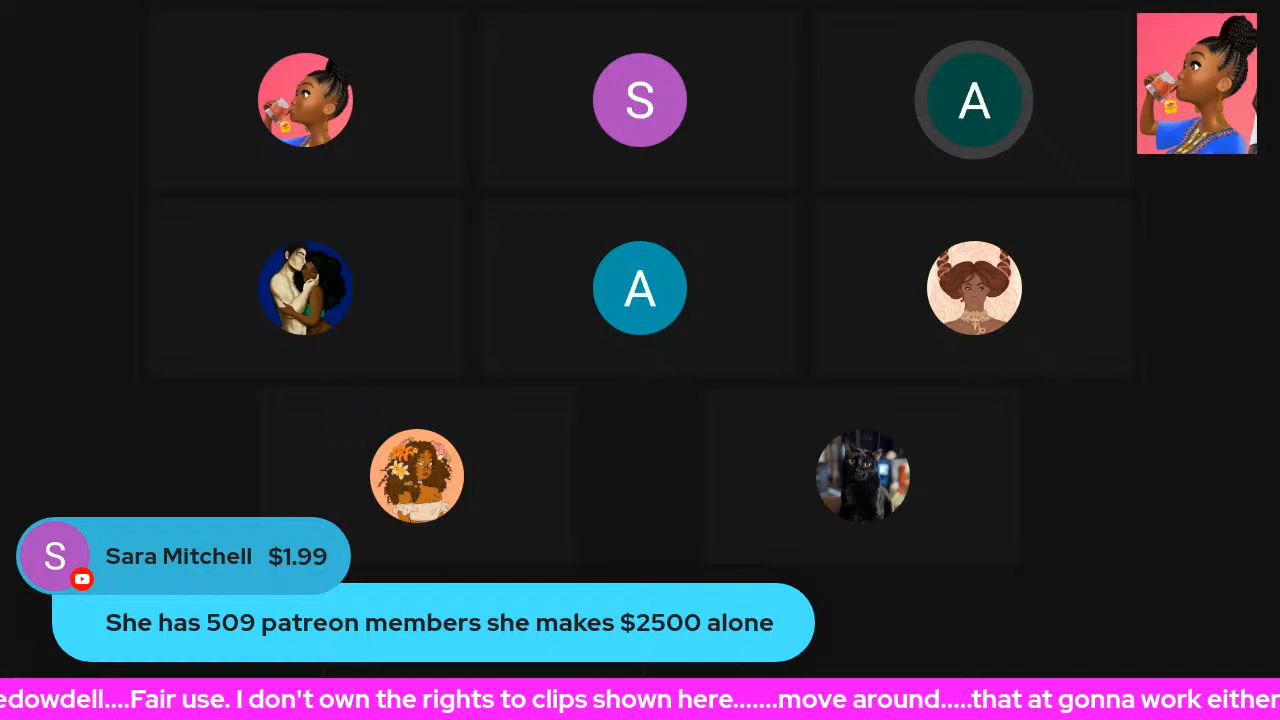 S
A
A
S
Sara Mitchell $1.99
She has 509 patreon members she makes $2500 alone
edowdell....Fair use. I don't own the rights to clips shown here.......move around.....that at gonna work either